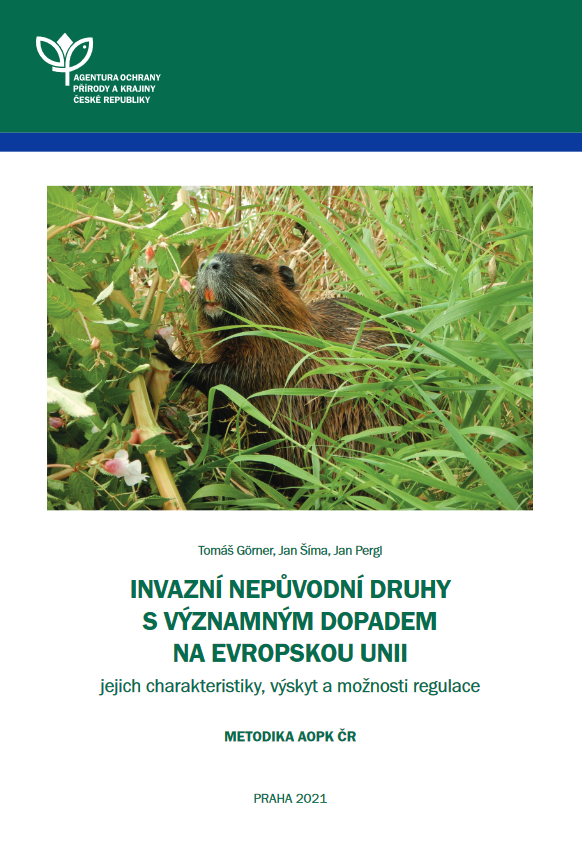 AGENTURA OCHRANY
PŘÍRODY A KRAJINY
ČESKÉ REPUBLIKY
Tomáš Görner, Jan Šíma, Jan Pergl
INVAZNÍ NEPŮVODNÍ DRUHY
S VÝZNAMNÝM DOPADEM
NA EVROPSKOU UNII
jejich charakteristiky, výskyt a možnosti regulace
METODIKA AOPK ČR
PRAHA 2021